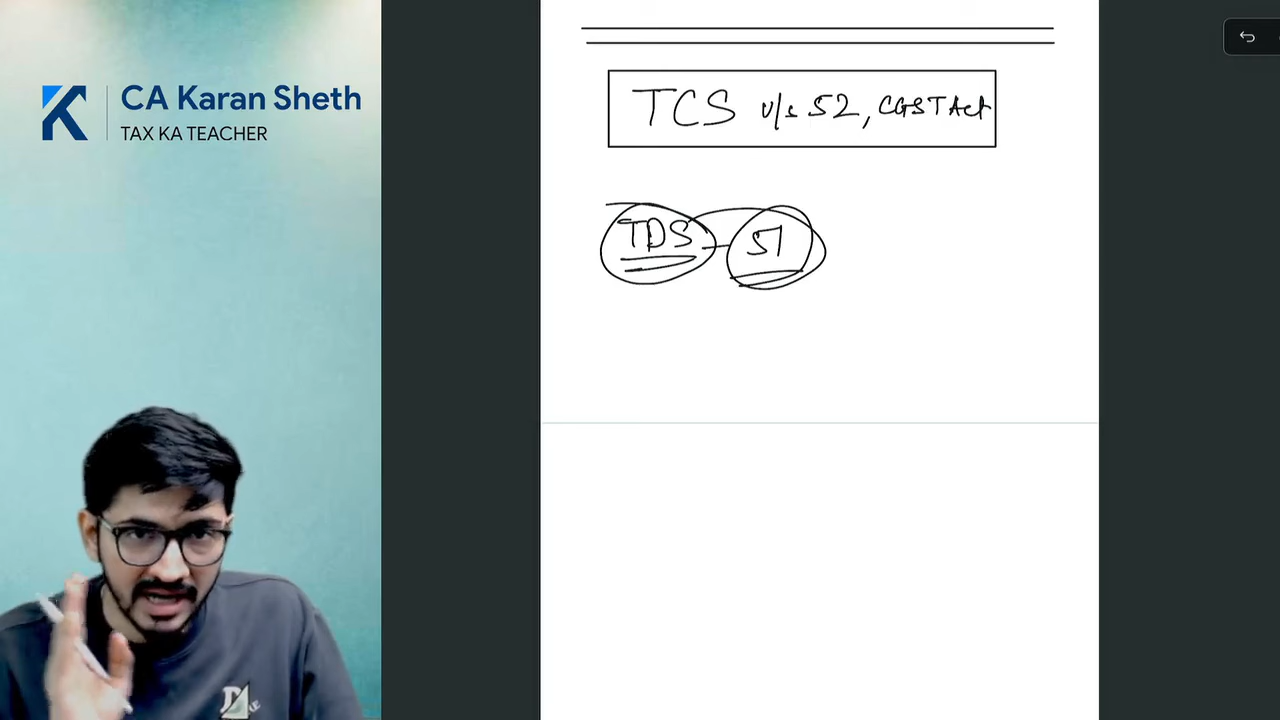 CA Karan Sheth
TAX KA TEACHER
TCS u/s 52, CGST Act
TDS - 51